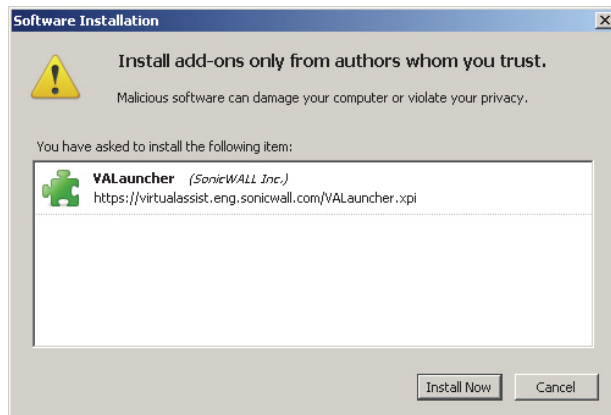 Software Installation
Install add-ons only from authors whom you trust.
Malicious software can damage your computer or violate your privacy.
You have asked to install the following item:
VALauncher (SonicWALL Inc.)
https://virtualassist.eng.sonicwall.com/VALauncher.xpi
Install Now Cancel